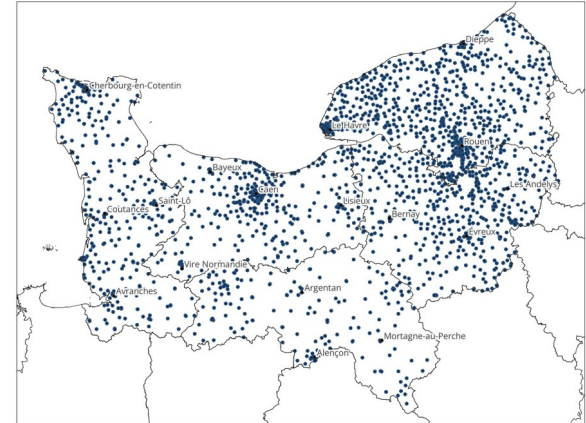 Dieppe
Cherbourg-en-Cotentin
Le Havre
Rouen
Bayeux
Caen
Les Andelys
Saint-Lô
Lisieux
Coutances
Bernay
Évreux
Vire Normandie
Argentan
Avranches
Mortagne-au-Perche
Alençon